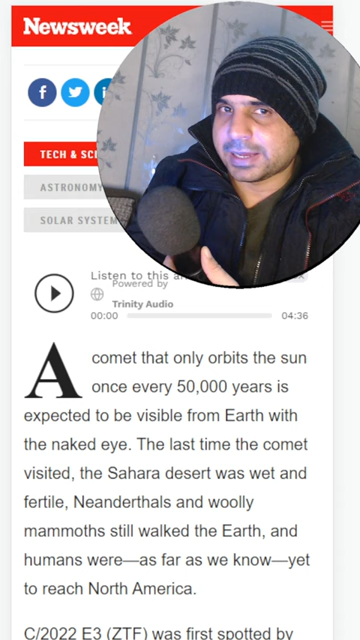 Newsweek
TECH &
ASTRONOMY
SOLAR SYSTEM
Listen to this
Powered by
Trinity Audio
00:00
04:36
A comet that only orbits the sun
once every 50,000 years is
expected to be visible from Earth with
the naked eye. The last time the comet
visited, the Sahara desert was wet and
fertile, Neanderthals and woolly
mammoths still walked the Earth, and
humans were—as far as we know—yet
to reach North America.
C/2022 E3 (ZTF) was first spotted by